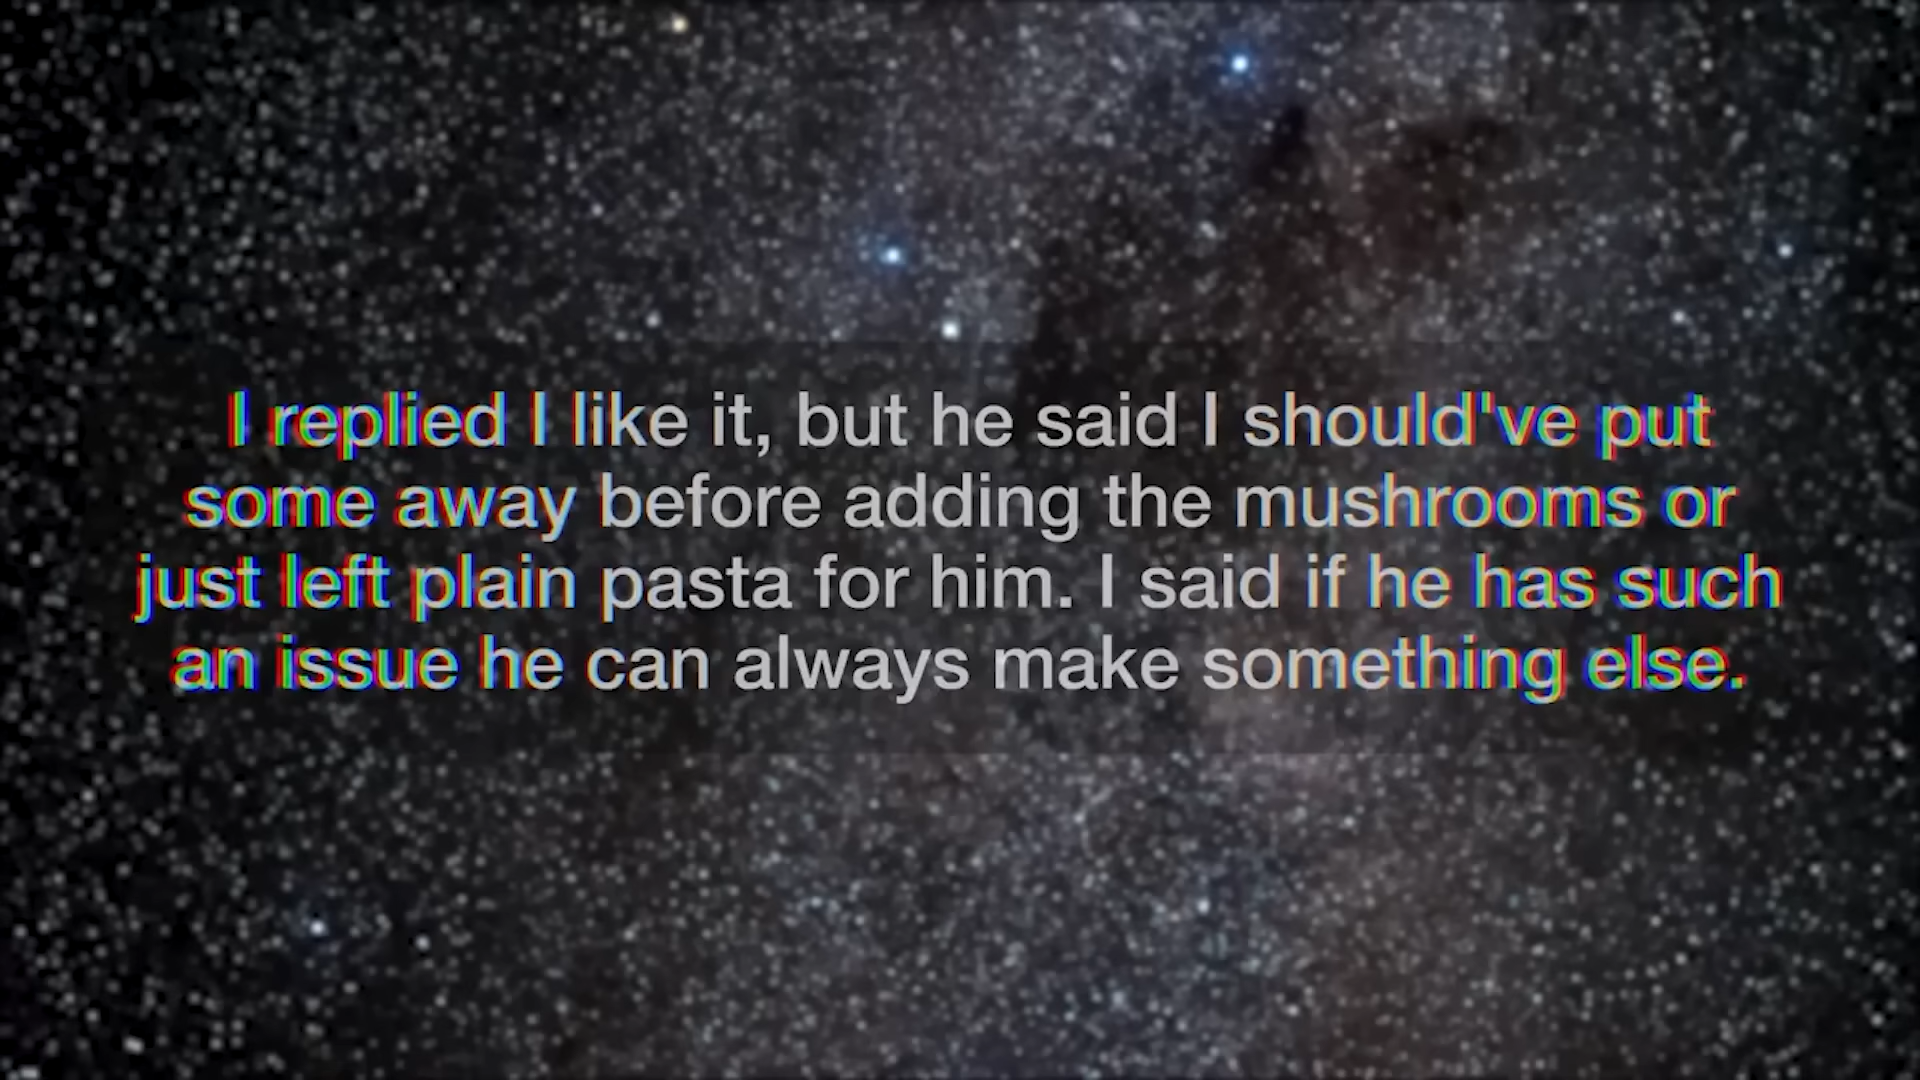 I replied I like it, but he said I should've put
some away before adding the mushrooms or
just left plain pasta for him. I said if he has such
an issue he can always make something else.